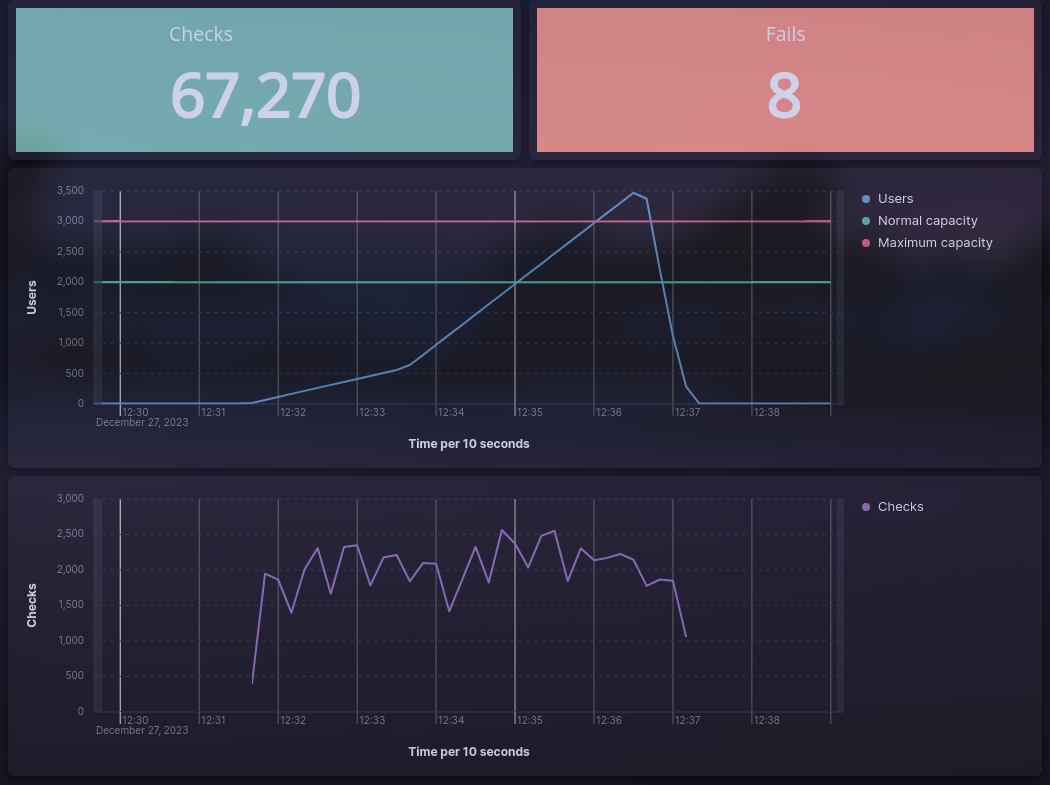 Checks
67,270
Fails
8
3,500
3,000
2,500
2,000
1,500
1,000
500
0
Users
12:30 12:31 12:32 12:33 12:34 12:35 12:36 12:37 12:38
December 27, 2023
Time per 10 seconds
Users
Normal capacity
Maximum capacity
3,000
2,500
2,000
1,500
1,000
500
0
Checks
12:30 12:31 12:32 12:33 12:34 12:35 12:36 12:37 12:38
December 27, 2023
Time per 10 seconds
Checks